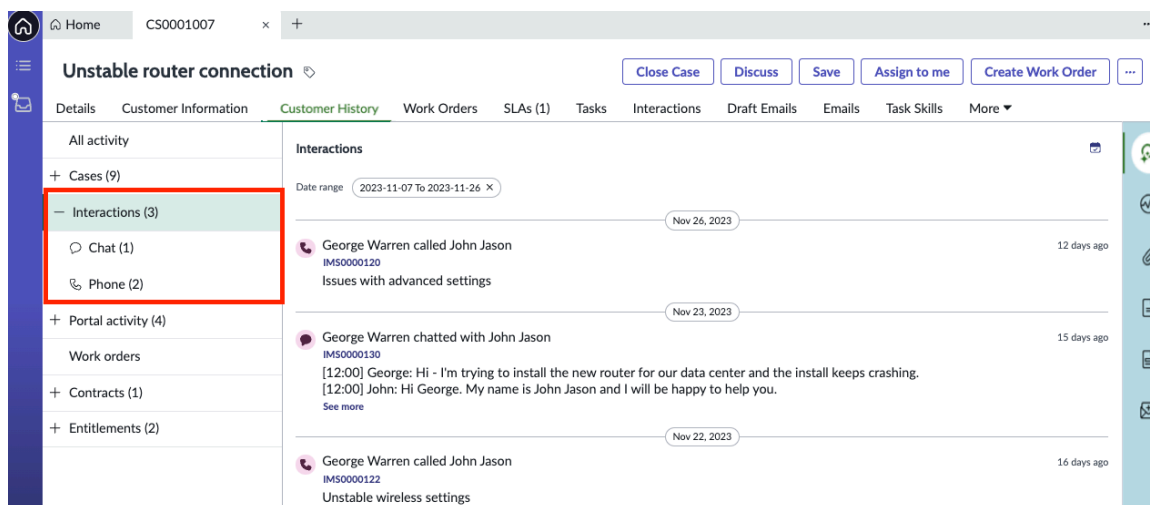 Home CS0001007 × +
Unstable router connection
Close Case Discuss Save Assign to me Create Work Order ...
Details Customer Information Customer History Work Orders SLAs (1) Tasks Interactions Draft Emails Emails Task Skills More
All activity
+ Cases (9)
— Interactions (3)
Chat (1)
Phone (2)
+ Portal activity (4)
Work orders
+ Contracts (1)
+ Entitlements (2)
Interactions
Date range 2023-11-07 To 2023-11-26 ×
Nov 26, 2023
George Warren called John Jason 12 days ago
IMS0000120
Issues with advanced settings
Nov 23, 2023
George Warren chatted with John Jason 15 days ago
IMS0000130
[12:00] George: Hi - I'm trying to install the new router for our data center and the install keeps crashing.
[12:00] John: Hi George. My name is John Jason and I will be happy to help you.
See more
Nov 22, 2023
George Warren called John Jason 16 days ago
IMS0000122
Unstable wireless settings